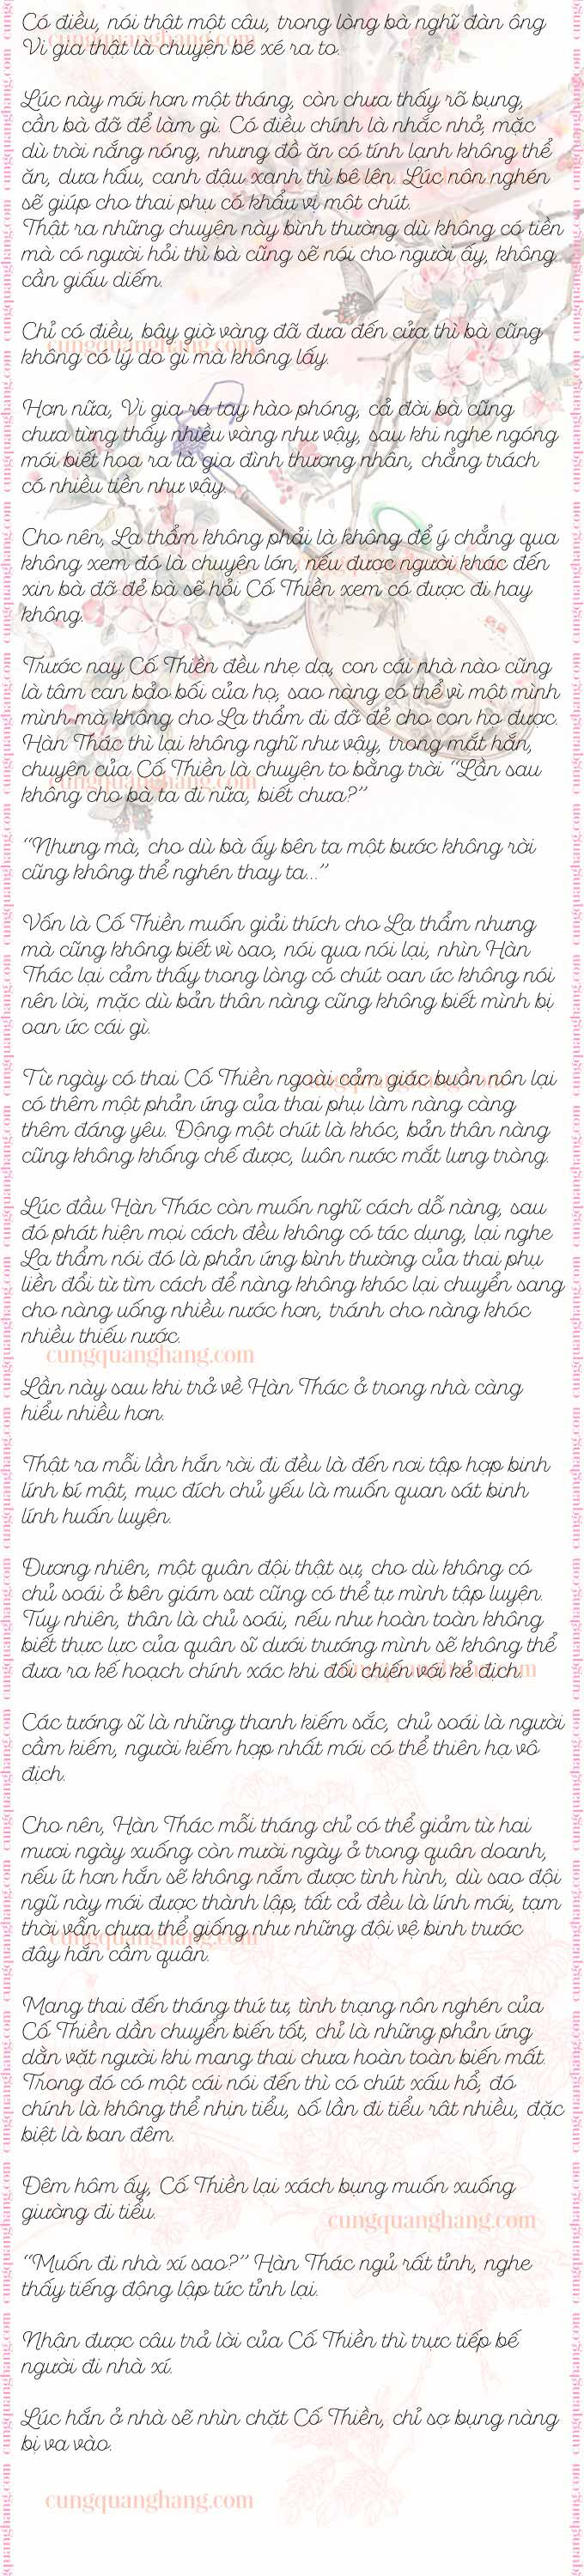 Có điều, nói thật một câu, trong lòng bà nghĩ đàn ông
Vi gia thật là chuyện bé xé ra to.
cungquanghang.com
Lúc này mới hơn một tháng, còn chưa thấy rõ bụng,
cần bà đỡ để làm gì. Có điều chính là nhắc nhở, mặc
dù trời nắng nóng, nhưng đồ ăn có tính lạnh không thể
ăn, dưa hấu, canh đậu xanh thì bê lên. Lúc nôn nghén
sẽ giúp cho thai phụ có khẩu vị một chút.
Thật ra những chuyện này bình thường dù không có tiền
mà có người hỏi thì bà cũng sẽ nói cho người ấy, không
cần giấu diếm.
Chỉ có điều, bây giờ vàng đã đưa đến cửa thì bà cũng
không có lý do gì mà không lấy.
cungquanghang.com
Hơn nữa, Vi gia ra tay hào phóng, cả đời bà cũng
chưa từng thấy nhiều vàng như vậy, sau khi nghe ngóng
mới biết hoá ra là gia đình thương nhân, chẳng trách
có nhiều tiền như vậy.
Cho nên, La thẩm không phải là không để ý chẳng qua
không xem đó là chuyện lớn, nếu được người khác đến
xin bà đỡ đẻ bà sẽ hỏi Cố Thiền xem có được đi hay
không.
Trước nay Cố Thiền đều nhẹ dạ, con cái nhà nào cũng
là tâm can bảo bối của họ, sao nàng có thể vì một mình
mình mà không cho La thẩm đi đỡ đẻ cho con họ được.
Hàn Thác thì lại không nghĩ như vậy, trong mắt hắn,
chuyện của Cố Thiền là chuyện to bằng trời “Lần sau
không cho bà ta đi nữa, biết chưa?”
cungquanghang.com
“Nhưng mà, cho dù bà ấy bên ta một bước không rời
cũng không thể nghén thay ta...”
Vốn là Cố Thiền muốn giải thích cho La thẩm nhưng
mà cũng không biết vì sao, nói qua nói lại, nhìn Hàn
Thác lại cảm thấy trong lòng có chút oan ức không nói
nên lời, mặc dù bản thân nàng cũng không biết mình bị
oan ức cái gì.
Từ ngày có thai, Cố Thiền ngoài cảm giác buồn nôn lại
có thêm một phản ứng của thai phụ làm nàng càng
thêm đáng yêu. Động một chút là khóc, bản thân nàng
cũng không khống chế được, luôn nước mắt lưng tròng.
Lúc đầu Hàn Thác còn muốn nghĩ cách dỗ nàng, sau
đó phát hiện mọi cách đều không có tác dụng, lại nghe
La thẩm nói đó là phản ứng bình thường của thai phụ
liền đổi từ tìm cách để nàng không khóc lại chuyển sang
cho nàng uống nhiều nước hơn, tránh cho nàng khóc
nhiều thiếu nước.
cungquanghang.com
Lần này sau khi trở về Hàn Thác ở trong nhà càng
hiểu nhiều hơn.
Thật ra mỗi lần hắn rời đi đều là đến nơi tập hợp binh
lính bí mật, mục đích chủ yếu là muốn quan sát binh
lính huấn luyện.
Đương nhiên, một quân đội thật sự, cho dù không có
chủ soái ở bên giám sát cũng có thể tự mình tập luyện.
Tuy nhiên, thân là chủ soái, nếu như hoàn toàn không
biết thực lực của quân sĩ dưới trướng mình sẽ không thể
đưa ra kế hoạch chính xác khi đối chiến với kẻ địch.
cungquanghang.com
Các tướng sĩ là những thanh kiếm sắc, chủ soái là người
cầm kiếm, người kiếm hợp nhất mới có thể thiên hạ vô
địch.
Cho nên, Hàn Thác mỗi tháng chỉ có thể giảm từ hai
mươi ngày xuống còn mười ngày ở trong quân doanh,
nếu ít hơn hắn sẽ không nắm được tình hình, dù sao đội
ngũ này mới được thành lập, tất cả đều là lính mới, tạm
thời vẫn chưa thể giống như những đội vệ binh trước
đây hắn cầm quân.
cungquanghang.com
Mang thai đến tháng thứ tư, tình trạng nôn nghén của
Cố Thiền dần chuyển biến tốt, chỉ là những phản ứng
dằn vặt người khi mang thai chưa hoàn toàn biến mất.
Trong đó có một cái nói đến thì có chút xấu hổ, đó
chính là không thể nhịn tiểu, số lần đi tiểu rât nhiều, đặc
biệt là ban đêm.
Đêm hôm ấy, Cố Thiền lại xách bụng muốn xuống
giường đi tiểu.
cungquanghang.com
“Muốn đi nhà xí sao?” Hàn Thác ngủ rất tỉnh, nghe
thấy tiếng động lập tức tỉnh lại.
Nhận được câu trả lời của Cố Thiền thì trực tiếp bế
người đi nhà xí.
Lúc hắn ở nhà sẽ nhìn chặt Cố Thiền, chỉ sợ bụng nàng
bị va vào.
cungquanghang.com